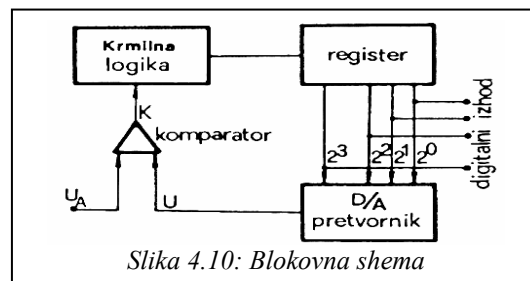 Krmilna
logika
register
K
komparator
2³ 2² 2¹ 2⁰
digitalni izhod
U_A
U
D/A
pretvornik
Slika 4.10: Blokovna shema